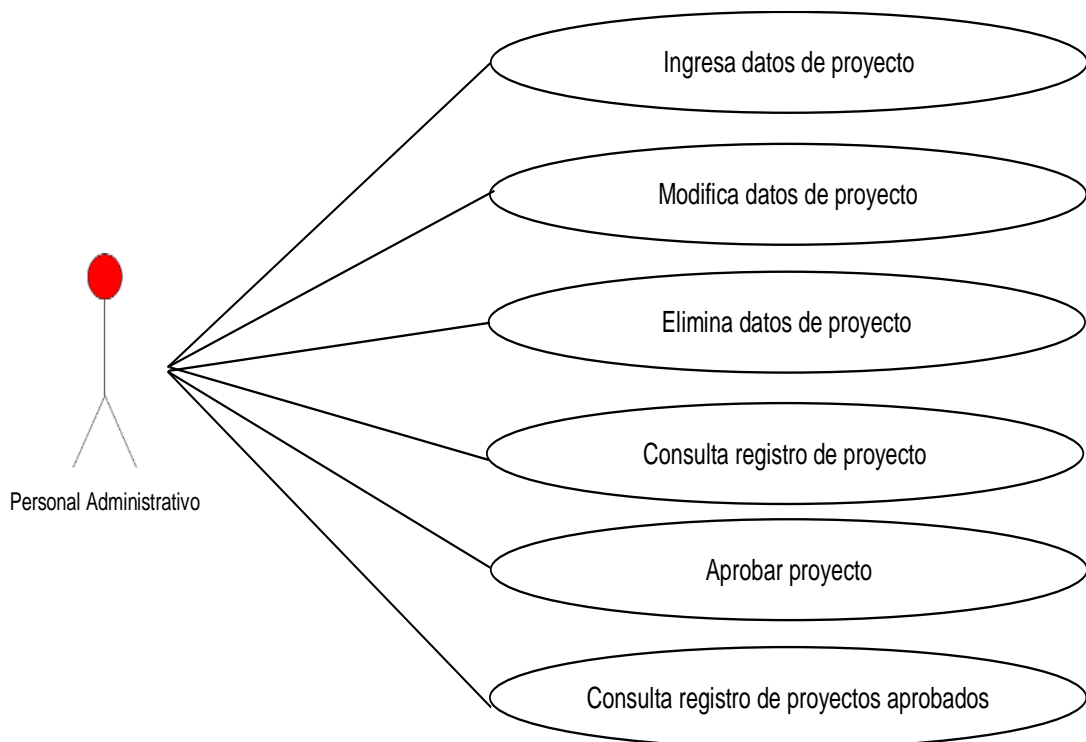 Ingresa datos de proyecto
Modifica datos de proyecto
Elimina datos de proyecto
Consulta registro de proyecto
Personal Administrativo
Aprobar proyecto
Consulta registro de proyectos aprobados